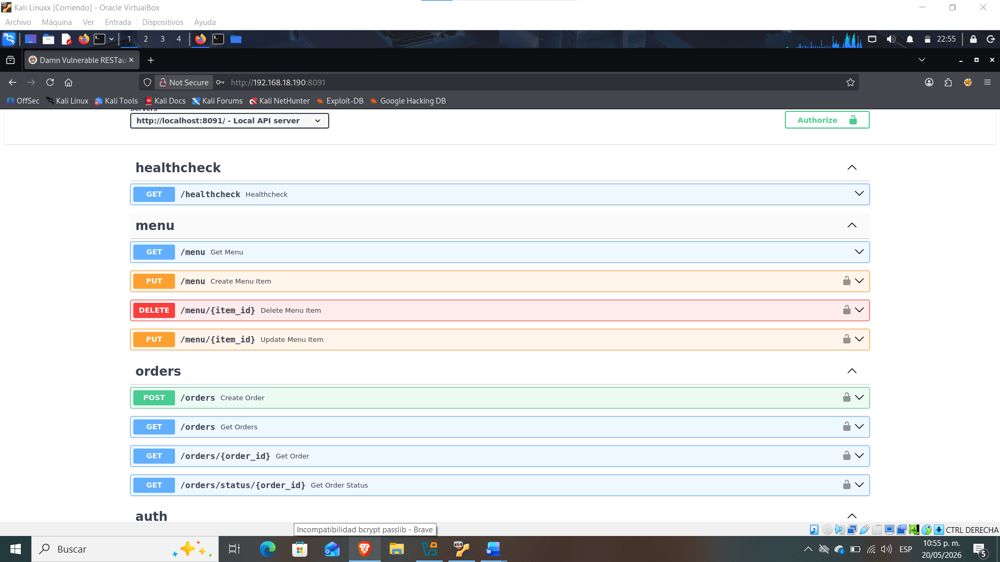 Kali Linuxx [Corriendo] - Oracle VirtualBox
Archivo Máquina Ver Entrada Dispositivos Ayuda
1 2 3 4 22:55
Damn Vulnerable RESTau
Not Secure http://192.168.18.190:8091
OffSec Kali Linux Kali Tools Kali Docs Kali Forums Kali NetHunter Exploit-DB Google Hacking DB
Servers
http://localhost:8091/ - Local API server
Authorize
healthcheck
GET /healthcheck Healthcheck
menu
GET /menu Get Menu
PUT /menu Create Menu Item
DELETE /menu/{item_id} Delete Menu Item
PUT /menu/{item_id} Update Menu Item
orders
POST /orders Create Order
GET /orders Get Orders
GET /orders/{order_id} Get Order
GET /orders/status/{order_id} Get Order Status
auth
Incompatibilidad bcrypt passlib - Brave
CTRL DERECHA
Buscar
ESP
10:55 p. m.
20/05/2026
5